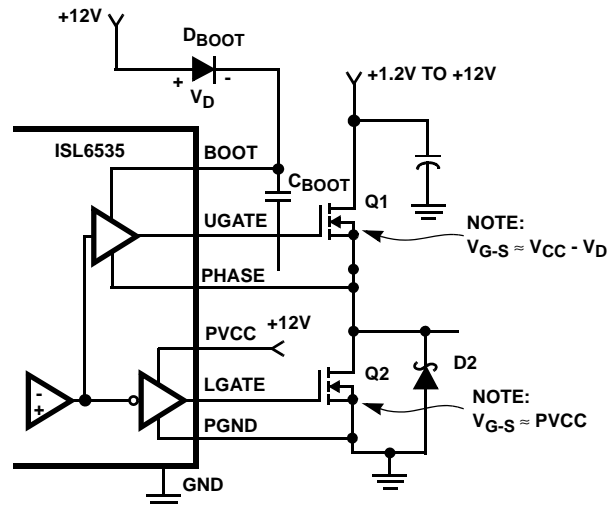 +12V
DBOOT
+ -
VD
+1.2V TO +12V
ISL6535
BOOT
CBOOT
Q1
UGATE
NOTE:
VG-S ≈ VCC - VD
PHASE
PVCC
+12V
D2
LGATE
Q2
NOTE:
VG-S ≈ PVCC
- +
PGND
GND